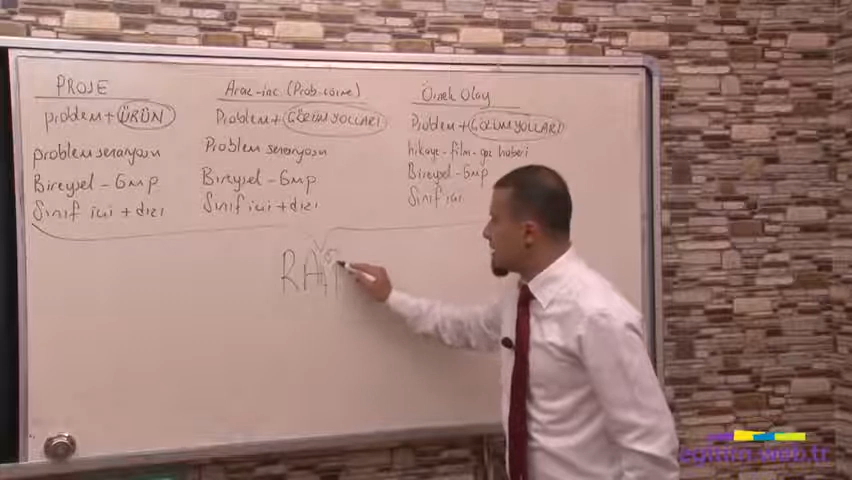 PROJE
problem + ÜRÜN
problem senaryosu
Bireysel - Grup
Sınıf içi + dışı
Araş-inc (Prob-çözme)
Problem + ÇÖZÜM YOLLARI
Problem senaryosu
Bireysel - Grup
Sınıf içi + dışı
Örnek Olay
Problem + ÇÖZÜM YOLLARI
hikaye - film - gaz haberi
Bireysel - Grup
Sınıf içi
egitim.web.tr